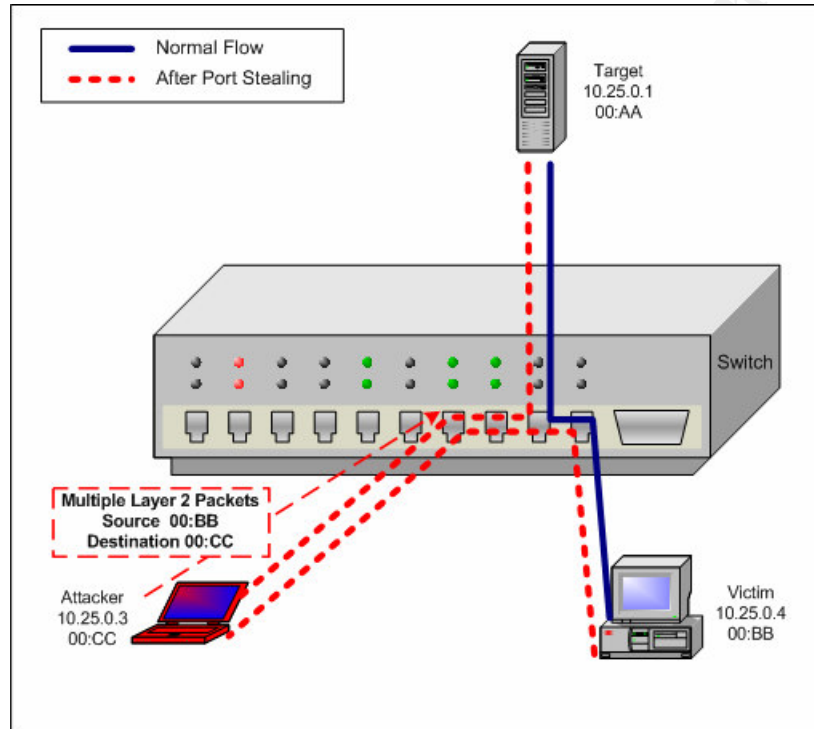 Normal Flow
After Port Stealing
Target
10.25.0.1
00:AA
Switch
Multiple Layer 2 Packets
Source 00:BB
Destination 00:CC
Attacker
10.25.0.3
00:CC
Victim
10.25.0.4
00:BB